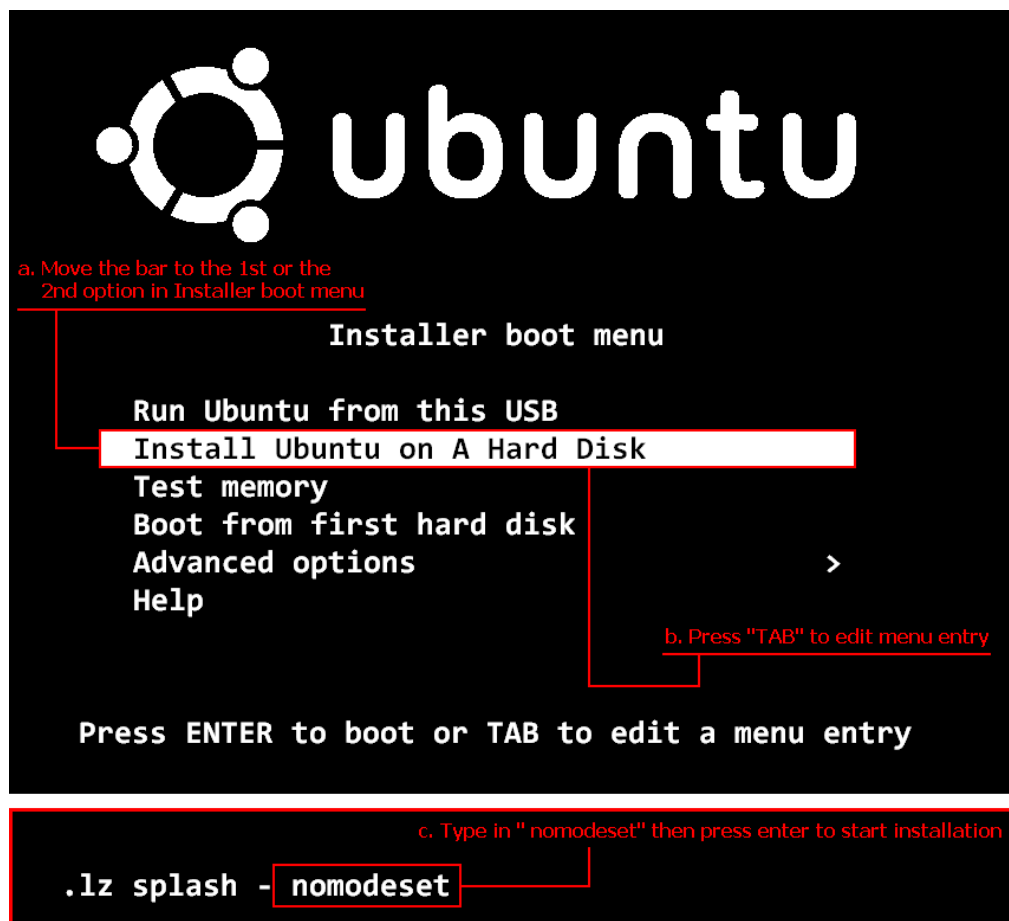 ubuntu
a. Move the bar to the 1st or the
2nd option in Installer boot menu
Installer boot menu
Run Ubuntu from this USB
Install Ubuntu on A Hard Disk
Test memory
Boot from first hard disk
Advanced options >
Help
b. Press "TAB" to edit menu entry
Press ENTER to boot or TAB to edit a menu entry
c. Type in " nomodeset" then press enter to start installation
.lz splash - nomodeset